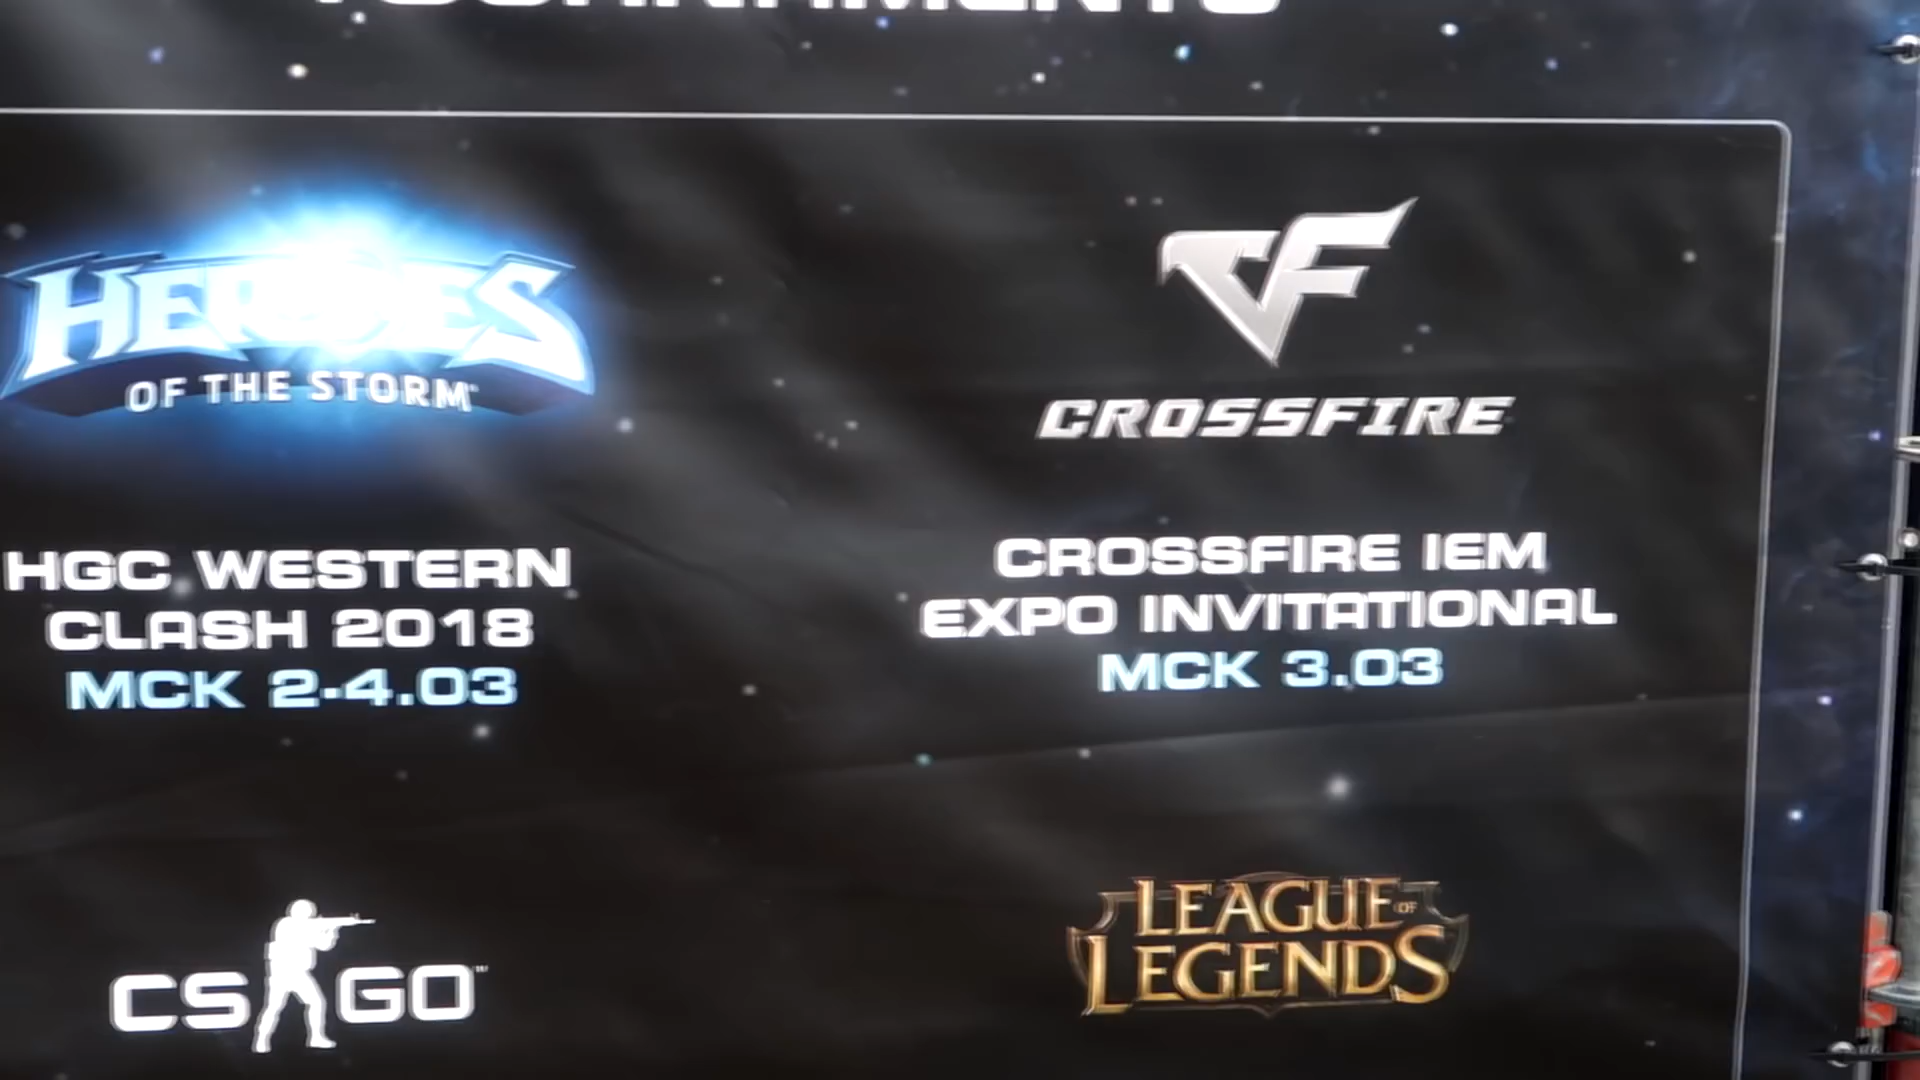 TOURNAMENTS
HEROES
OF THE STORM
HGC WESTERN
CLASH 2018
MCK 2-4.03
CF
CROSSFIRE
CROSSFIRE IEM
EXPO INVITATIONAL
MCK 3.03
CS GO
LEAGUE OF
LEGENDS